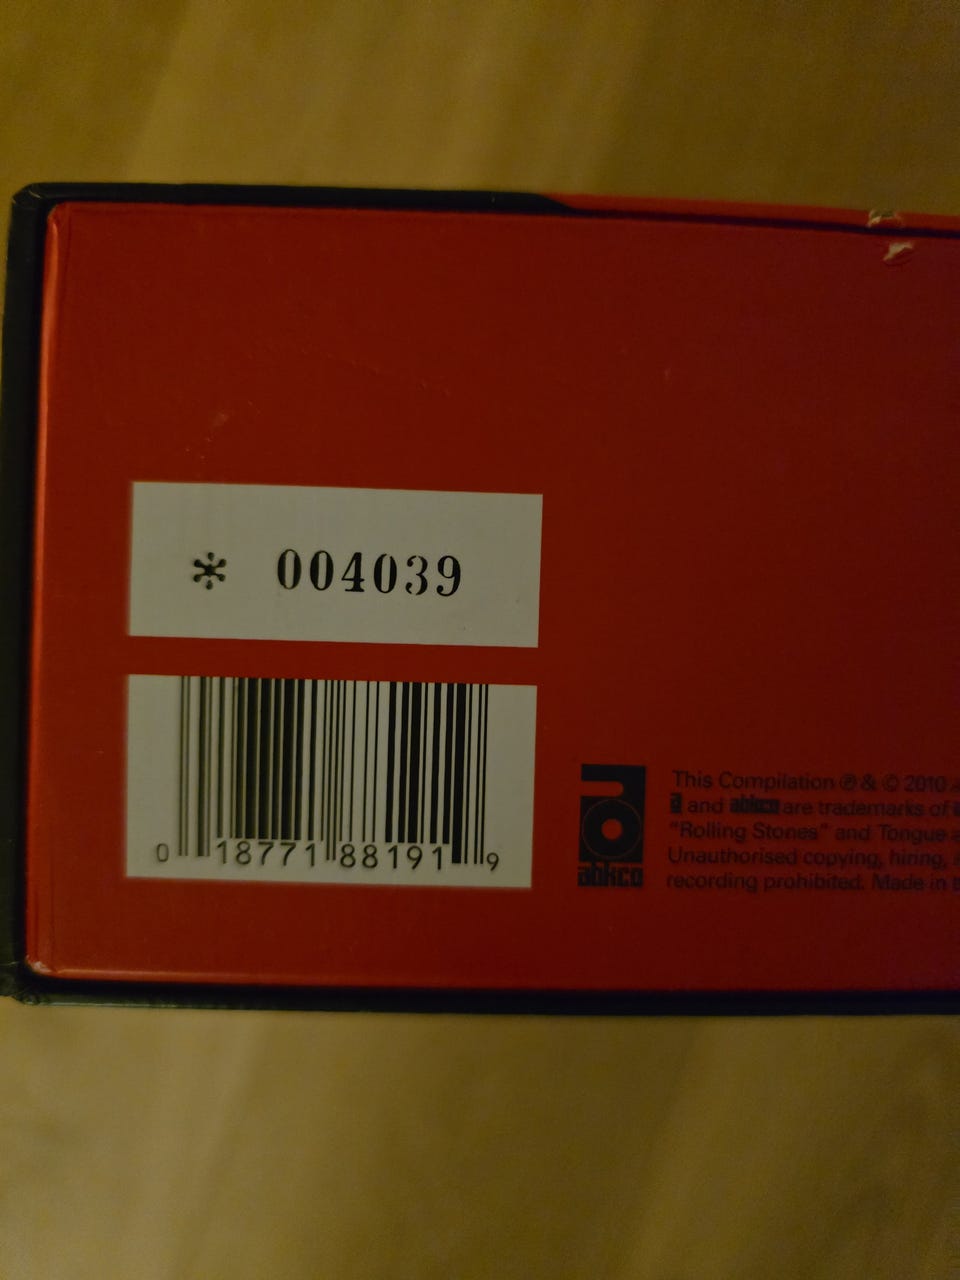 * 004039
0 18771 88191 9
This Compilation ℗ & © 2010
a and abkco are trademarks of
"Rolling Stones" and Tongue
Unauthorised copying, hiring,
abkco
recording prohibited. Made in